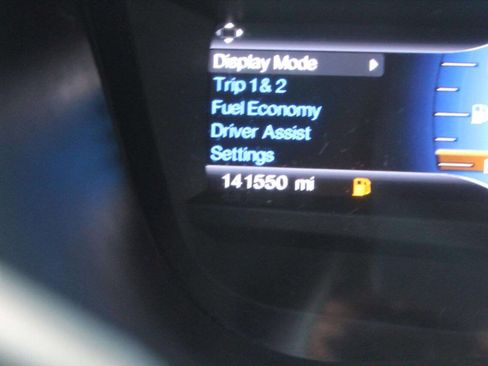 Display Mode
Trip 1 & 2
Fuel Economy
Driver Assist
Settings
141550 mi